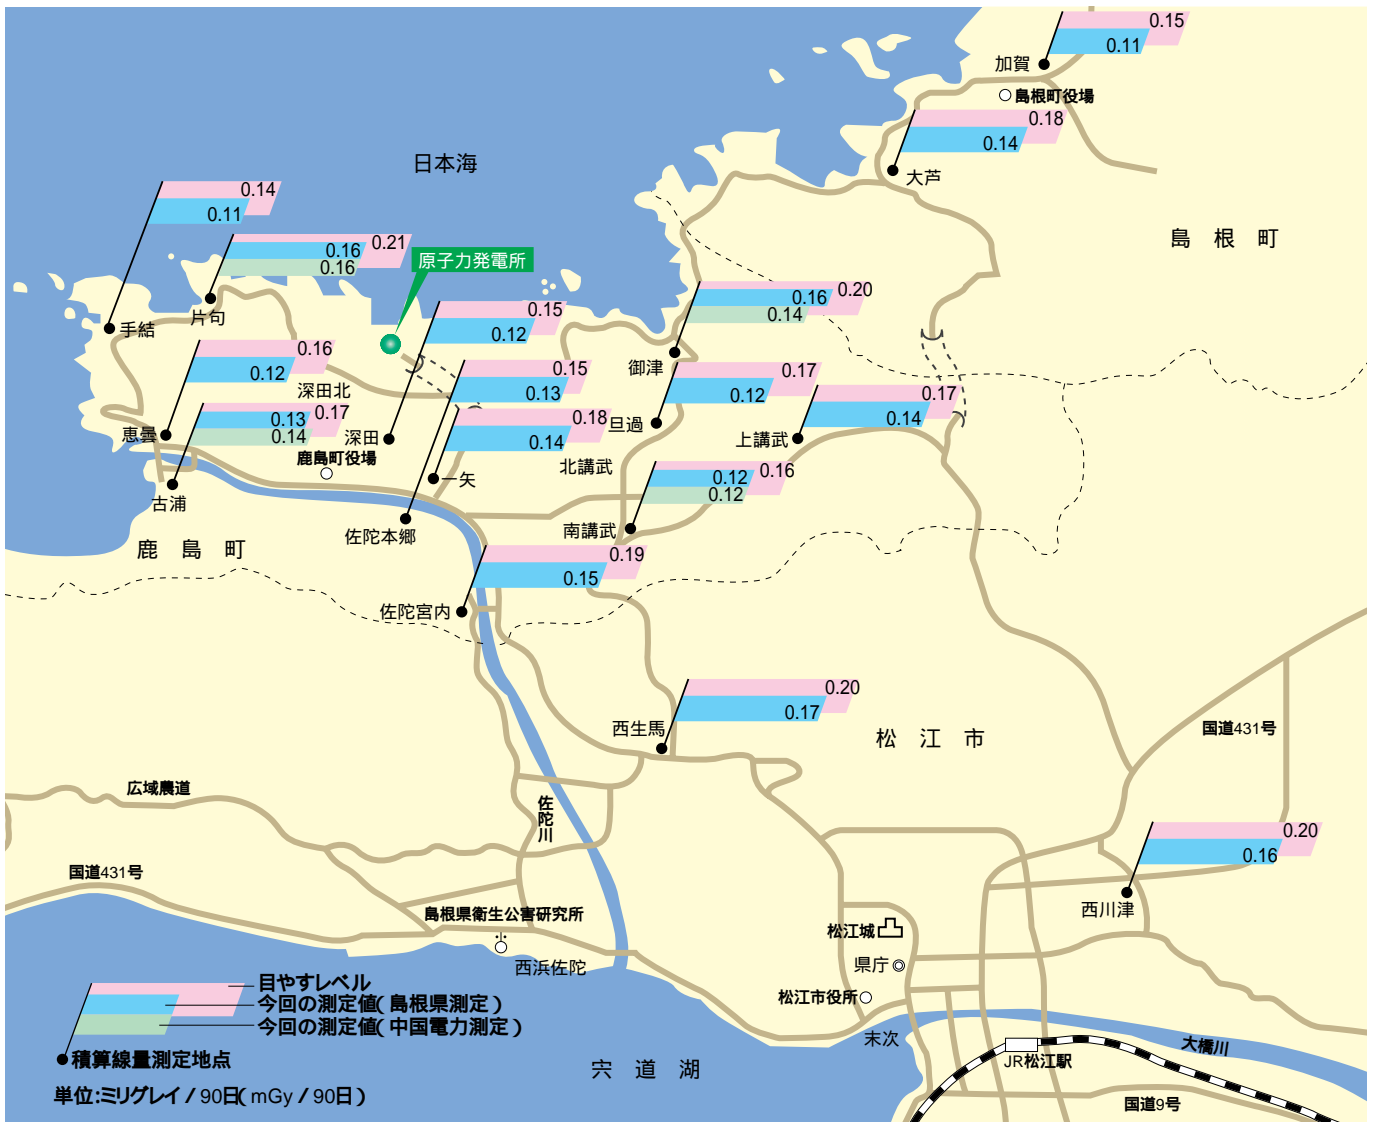 0.15
0.11
加賀
島根町役場
0.18
0.14
大芦
日本海
島根町
0.14
0.11
手結
0.21
0.16
0.16
片句
原子力発電所
0.15
0.12
深田
0.20
0.16
0.14
御津
0.16
0.12
恵曇
深田北
0.15
0.13
佐陀本郷
0.17
0.12
旦過
0.17
0.14
上講武
0.17
0.13
0.14
古浦
0.18
0.14
一矢
鹿島町役場
北講武
0.16
0.12
0.12
南講武
鹿島町
0.19
0.15
佐陀宮内
0.20
0.17
西生馬
松江市
国道431号
広域農道
佐陀川
0.20
0.16
西川津
国道431号
島根県衛生公害研究所
西浜佐陀
松江城
県庁
松江市役所
末次
大橋川
JR松江駅
宍道湖
国道9号
目やすレベル
今回の測定値(島根県測定)
今回の測定値(中国電力測定)
積算線量測定地点
単位:ミリグレイ/90日(mGy/90日)